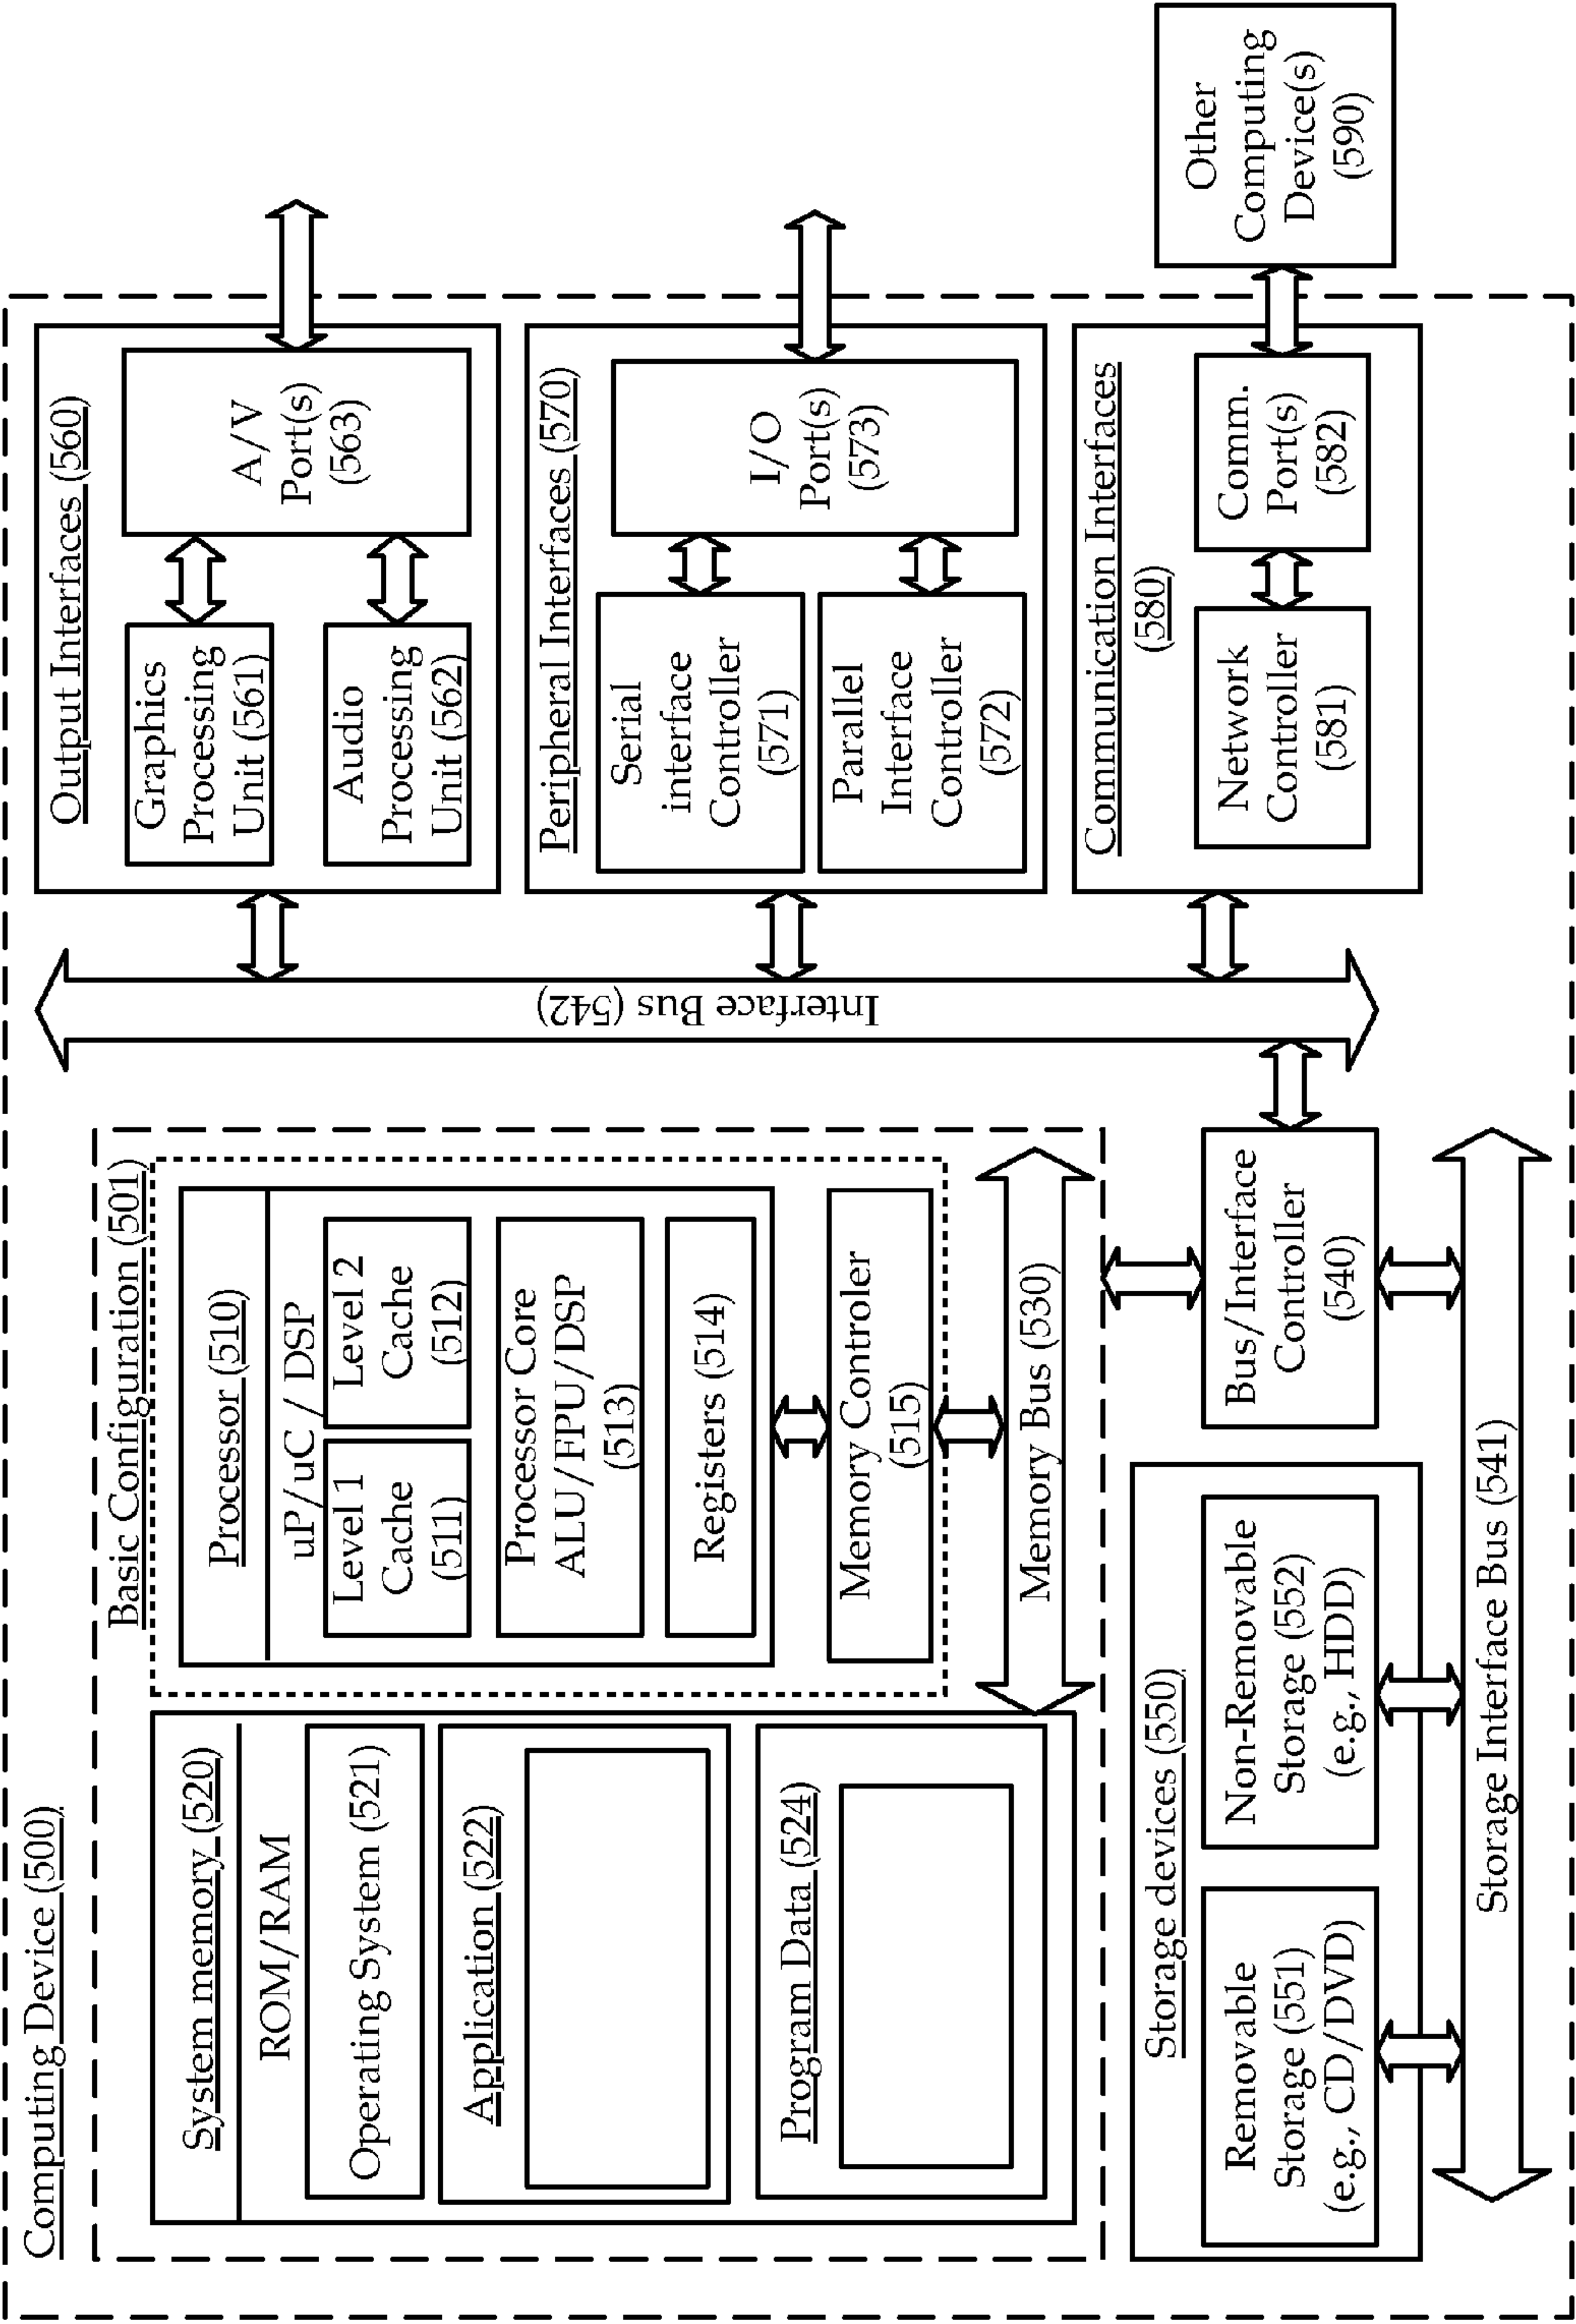 Computing Device (500)
Basic Configuration (501)
System memory (520)
ROM/RAM
Operating System (521)
Application (522)
Program Data (524)
Processor (510)
uP/uC / DSP
Level 1
Cache
(511)
Level 2
Cache
(512)
Processor Core
ALU/FPU/DSP
(513)
Registers (514)
Memory Controler
(515)
Memory Bus (530)
Bus/Interface
Controller
(540)
Storage devices (550)
Removable
Storage (551)
(e.g., CD/DVD)
Non-Removable
Storage (552)
(e.g., HDD)
Storage Interface Bus (541)
Interface Bus (542)
Output Interfaces (560)
Graphics
Processing
Unit (561)
Audio
Processing
Unit (562)
A/V
Port(s)
(563)
Peripheral Interfaces (570)
Serial
interface
Controller
(571)
Parallel
Interface
Controller
(572)
I/O
Port(s)
(573)
Communication Interfaces
(580)
Network
Controller
(581)
Comm.
Port(s)
(582)
Other
Computing
Device(s)
(590)